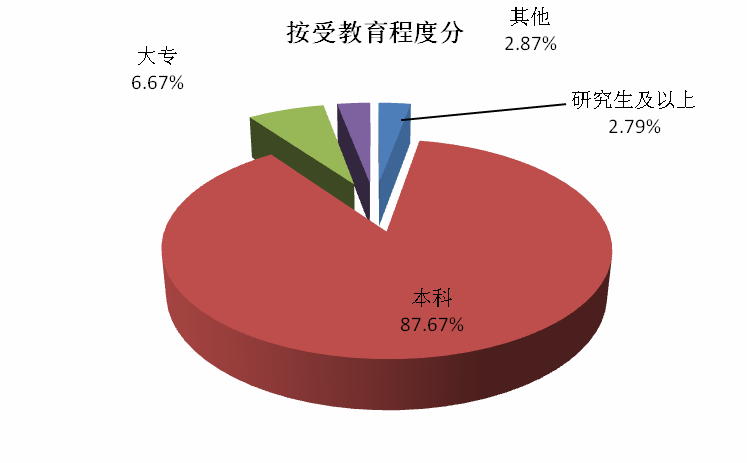 按受教育程度分
其他
2.87%
大专
6.67%
研究生及以上
2.79%
本科
87.67%